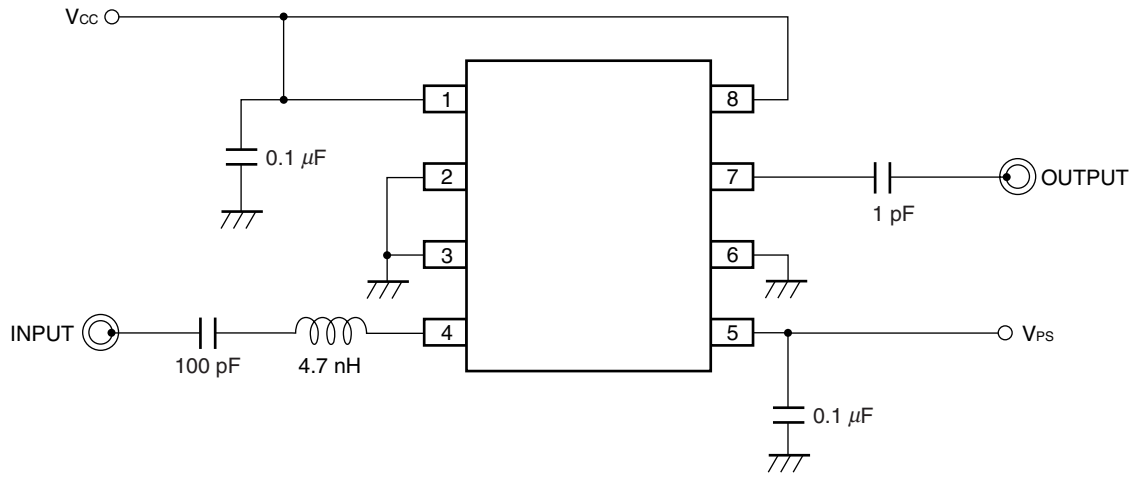 VCC
1
8
0.1 μF
2
7
OUTPUT
1 pF
3
6
INPUT
4
5
VPS
100 pF
4.7 nH
0.1 μF